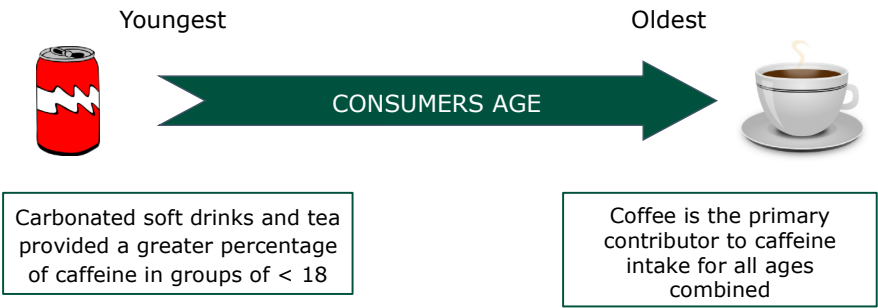 Youngest
Oldest
CONSUMERS AGE
Carbonated soft drinks and tea
provided a greater percentage
of caffeine in groups of < 18
Coffee is the primary
contributor to caffeine
intake for all ages
combined